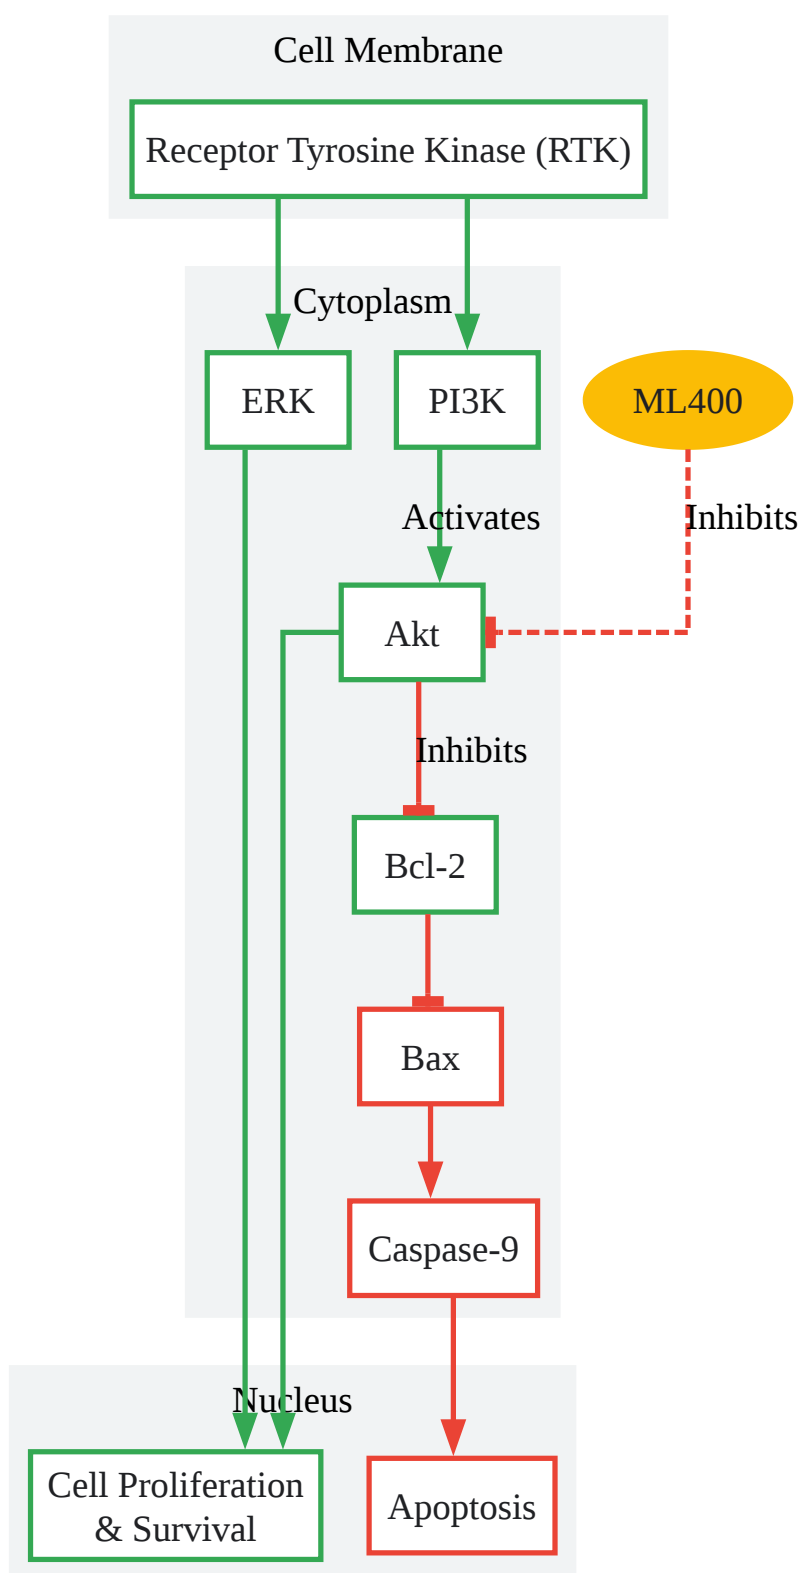 Cell Membrane
Receptor Tyrosine Kinase (RTK)
Cytoplasm
ERK
PI3K
ML400
Activates
Inhibits
Akt
Inhibits
Bcl-2
Bax
Caspase-9
Nucleus
Cell Proliferation
& Survival
Apoptosis